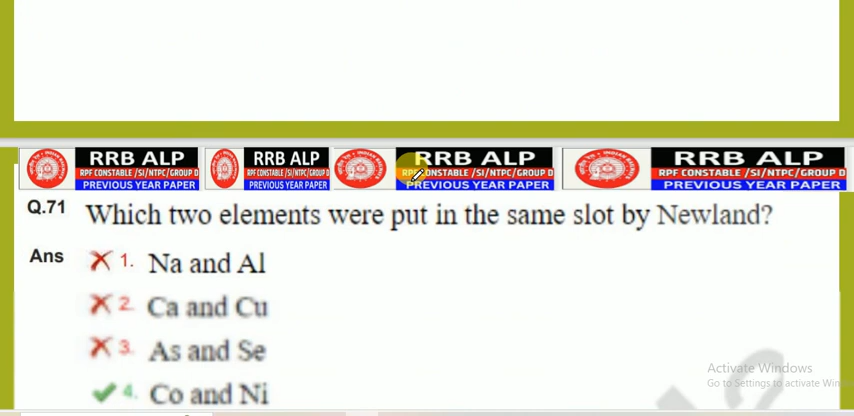 RRB ALP
RPF CONSTABLE /SI/NTPC/GROUP D
PREVIOUS YEAR PAPER
RRB ALP
RPF CONSTABLE /SI/NTPC/GROUP D
PREVIOUS YEAR PAPER
RRB ALP
RPF CONSTABLE /SI/NTPC/GROUP D
PREVIOUS YEAR PAPER
RRB ALP
RPF CONSTABLE /SI/NTPC/GROUP D
PREVIOUS YEAR PAPER
Q.71 Which two elements were put in the same slot by Newland?
Ans 1. Na and Al
2. Ca and Cu
3. As and Se
4. Co and Ni
Activate Windows
Go to Settings to activate Win